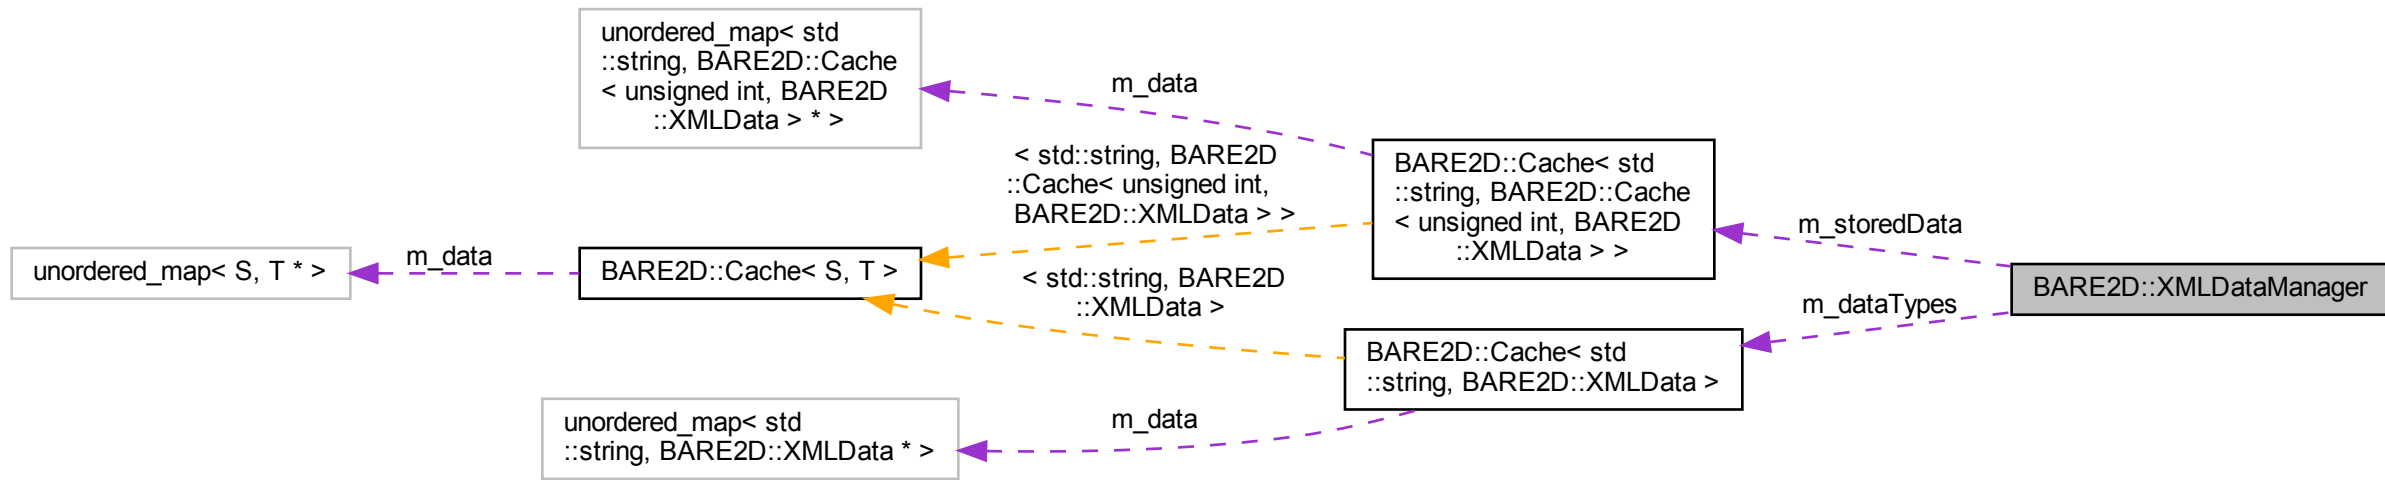 unordered_map< std
::string, BARE2D::Cache
< unsigned int, BARE2D
::XMLData > * >
m_data
< std::string, BARE2D
::Cache< unsigned int,
BARE2D::XMLData > >
BARE2D::Cache< std
::string, BARE2D::Cache
< unsigned int, BARE2D
::XMLData > >
m_storedData
unordered_map< S, T * >
m_data
BARE2D::Cache< S, T >
< std::string, BARE2D
::XMLData >
BARE2D::XMLDataManager
m_dataTypes
BARE2D::Cache< std
::string, BARE2D::XMLData >
unordered_map< std
::string, BARE2D::XMLData * >
m_data